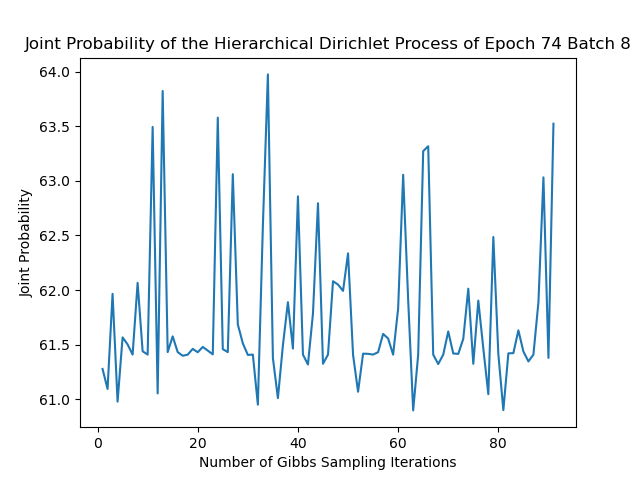 Joint Probability of the Hierarchical Dirichlet Process of Epoch 74 Batch 8
64.0
63.5
63.0
62.5
62.0
61.5
61.0
Joint Probability
0 20 40 60 80
Number of Gibbs Sampling Iterations